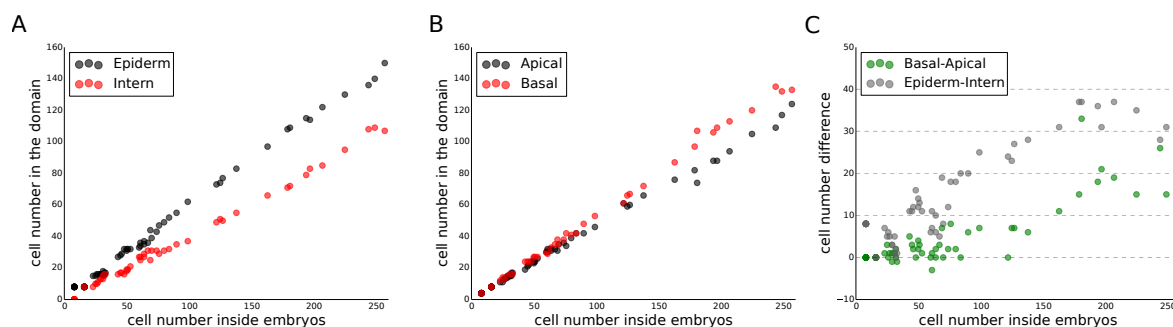 A
B
C
cell number in the domain
160
140
120
100
80
60
40
20
0
Epiderm
Intern
0
50
100
150
200
250
cell number inside embryos
cell number in the domain
160
140
120
100
80
60
40
20
0
Apical
Basal
0
50
100
150
200
250
cell number inside embryos
cell number difference
50
40
30
20
10
0
−10
Basal-Apical
Epiderm-Intern
0
50
100
150
200
250
cell number inside embryos